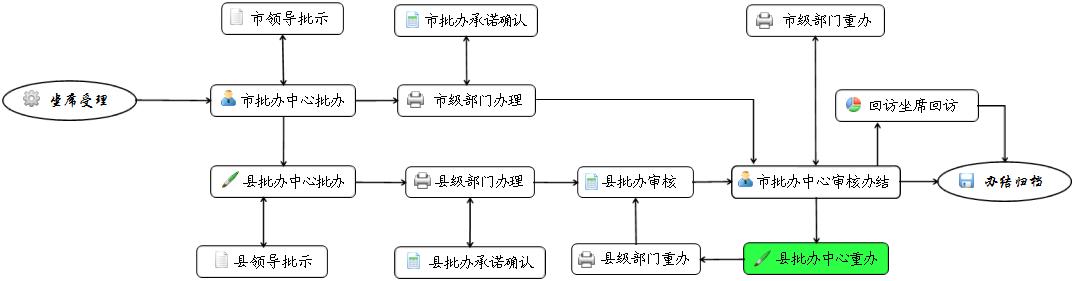 市领导批示
市批办承诺确认
市级部门重办
坐席受理
市批办中心批办
市级部门办理
回访坐席回访
县批办中心批办
县级部门办理
县批办审核
市批办中心审核办结
办结归档
县领导批示
县批办承诺确认
县级部门重办
县批办中心重办